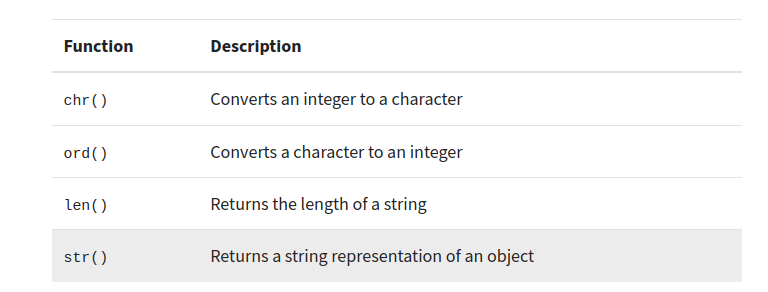 Function Description
chr() Converts an integer to a character
ord() Converts a character to an integer
len() Returns the length of a string
str() Returns a string representation of an object